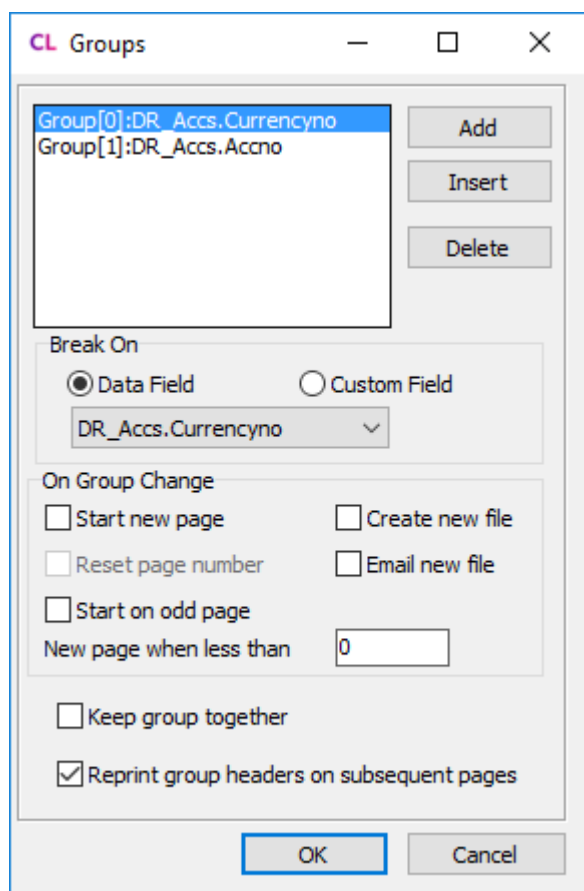 CL Groups
Group[0]:DR_Accs.Currencyno
Group[1]:DR_Accs.Accno
Add
Insert
Delete
Break On
Data Field
Custom Field
DR_Accs.Currencyno
On Group Change
Start new page
Create new file
Reset page number
Email new file
Start on odd page
New page when less than
0
Keep group together
Reprint group headers on subsequent pages
OK
Cancel